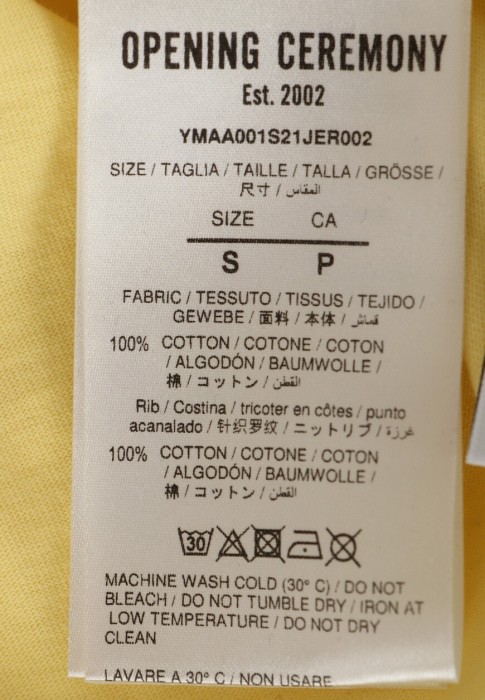 OPENING CEREMONY
Est. 2002
YMAA001S21JER002
SIZE / TAGLIA / TAILLE / TALLA / GRÖSSE /
尺寸 / المقاس /
SIZE CA
S P
FABRIC / TESSUTO / TISSUS / TEJIDO /
GEWEBE / 面料 / 本体 / قماش /
100% COTTON / COTONE / COTON
/ ALGODÓN / BAUMWOLLE /
棉 / コットン / القطن /
Rib / Costina / tricoter en côtes / punto
acanalado / 针织罗纹 / ニットリブ / غرزة /
100% COTTON / COTONE / COTON
/ ALGODÓN / BAUMWOLLE /
棉 / コットン / القطن /
30
MACHINE WASH COLD (30° C) / DO NOT
BLEACH / DO NOT TUMBLE DRY / IRON AT
LOW TEMPERATURE / DO NOT DRY
CLEAN
LAVARE A 30° C / NON USARE